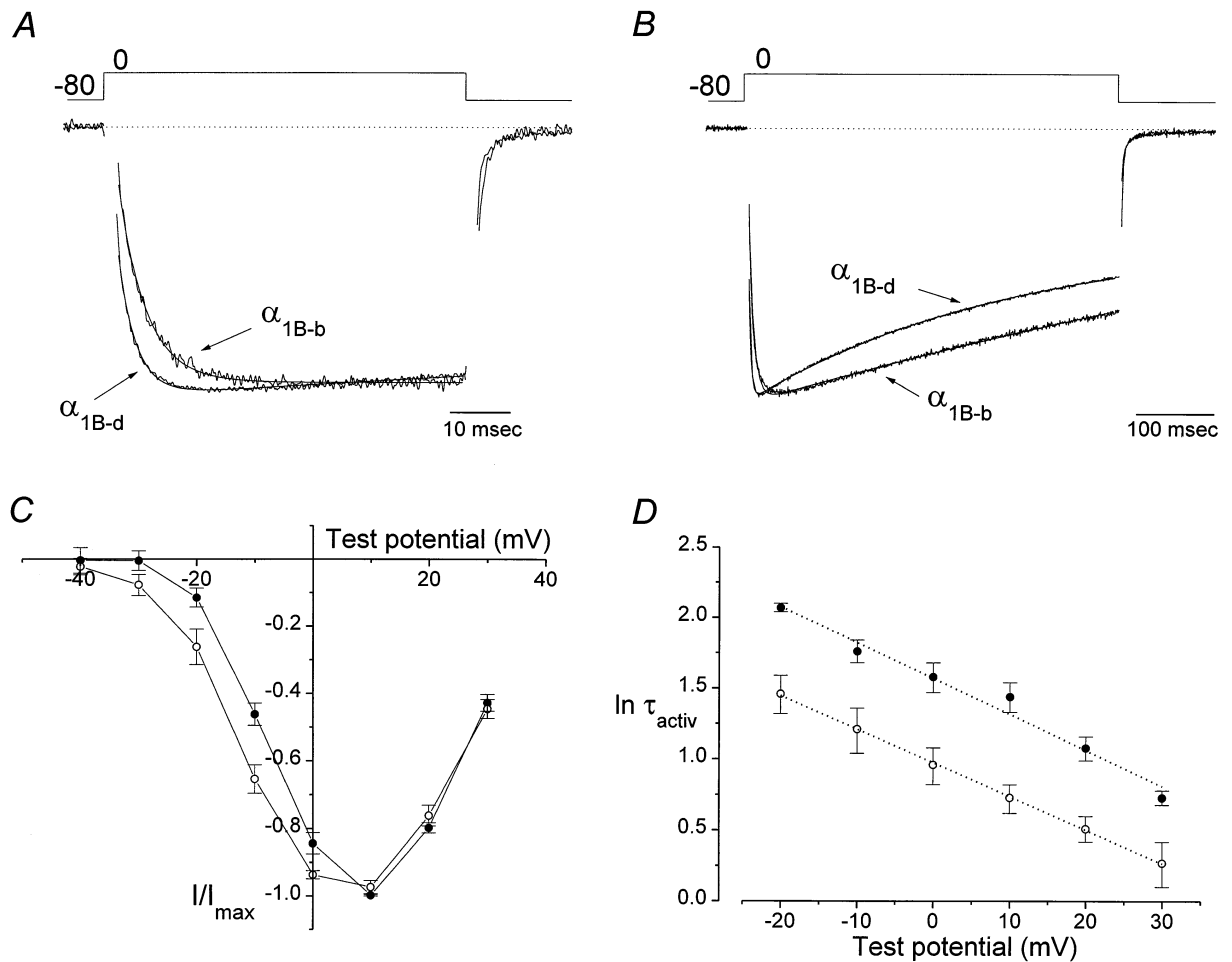 A
0
-80
α1B-b
α1B-d
10 msec
B
0
-80
α1B-d
α1B-b
100 msec
C
Test potential (mV)
-40
-20
20
40
-0.2
-0.4
-0.6
-0.8
-1.0
I/Imax
D
2.5
2.0
1.5
1.0
0.5
0.0
ln τactiv
-20
-10
0
10
20
30
Test potential (mV)